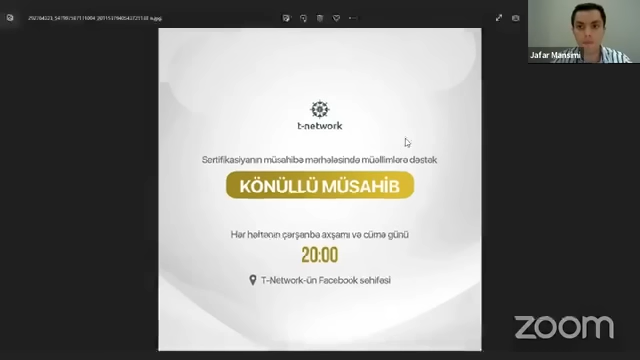 Jafar Mansimi
t-network
Sertifikasiyanın müsahibə mərhələsində müəllimlərə dəstək
KÖNÜLLÜ MÜSAHİB
Hər həftənin çərşənbə axşamı və cümə günü
20:00
T-Network-ün Facebook səhifəsi
zoom